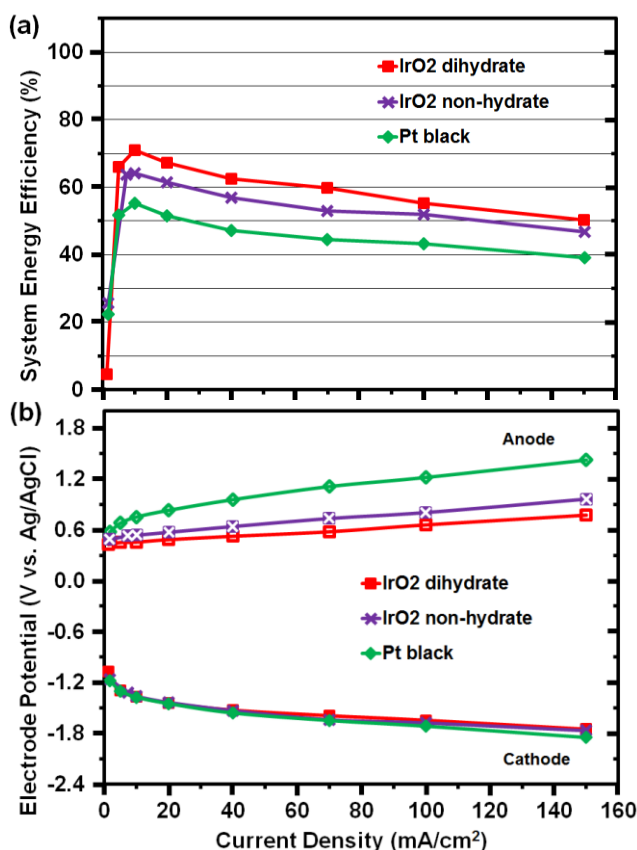 (a)
System Energy Efficiency (%)
100
80
60
40
20
0
IrO2 dihydrate
IrO2 non-hydrate
Pt black
(b)
Electrode Potential (V vs. Ag/AgCl)
1.8
1.2
0.6
0.0
-0.6
-1.2
-1.8
-2.4
Anode
IrO2 dihydrate
IrO2 non-hydrate
Pt black
Cathode
0 20 40 60 80 100 120 140 160
Current Density (mA/cm²)